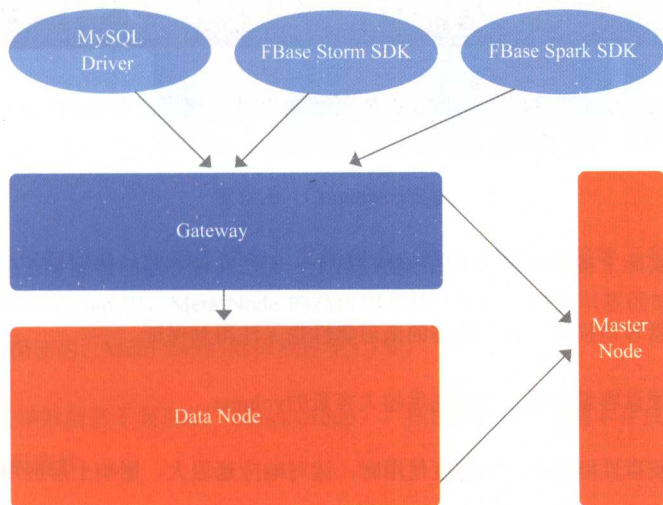 MySQL
Driver
FBase Storm SDK
FBase Spark SDK
Gateway
Master
Node
Data Node